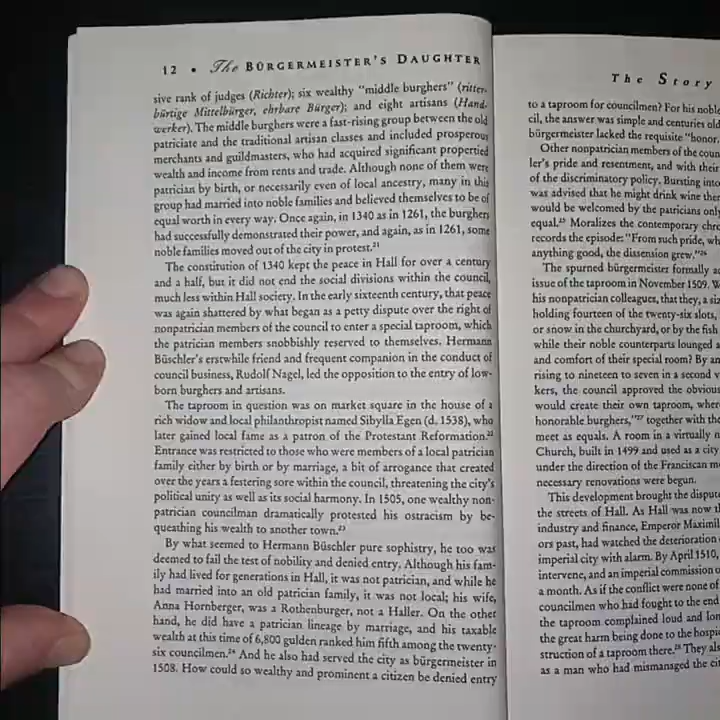 12 • The BÜRGERMEISTER'S DAUGHTER
sive rank of judges (Richter); six wealthy "middle burghers" (ritter-
bürtige Mittelbürger, ehrbare Bürger); and eight artisans (Hand-
werker). The middle burghers were a fast-rising group between the old
patriciate and the traditional artisan classes and included prosperous
merchants and guildmasters, who had acquired significant propertied
wealth and income from rents and trade. Although none of them were
patrician by birth, or necessarily even of local ancestry, many in this
group had married into noble families and believed themselves to be of
equal worth in every way. Once again, in 1340 as in 1261, the burghers
had successfully demonstrated their power, and again, as in 1261, some
noble families moved out of the city in protest.21
The constitution of 1340 kept the peace in Hall for over a century
and a half, but it did not end the social divisions within the council,
much less within Hall society. In the early sixteenth century, that peace
was again shattered by what began as a petty dispute over the right of
nonpatrician members of the council to enter a special taproom, which
the patrician members snobbishly reserved to themselves. Hermann
Büschler's erstwhile friend and frequent companion in the conduct of
council business, Rudolf Nagel, led the opposition to the entry of low-
born burghers and artisans.
The taproom in question was on market square in the house of a
rich widow and local philanthropist named Sibylla Egen (d. 1538), who
later gained local fame as a patron of the Protestant Reformation.22
Entrance was restricted to those who were members of a local patrician
family either by birth or by marriage, a bit of arrogance that created
over the years a festering sore within the council, threatening the city's
political unity as well as its social harmony. In 1505, one wealthy non-
patrician councilman dramatically protested his ostracism by be-
queathing his wealth to another town.23
By what seemed to Hermann Büschler pure sophistry, he too was
deemed to fail the test of nobility and denied entry. Although his fam-
ily had lived for generations in Hall, it was not patrician, and while he
had married into an old patrician family, it was not local; his wife,
Anna Hornberger, was a Rothenburger, not a Haller. On the other
hand, he did have a patrician lineage by marriage, and his taxable
wealth at this time of 6,800 gulden ranked him fifth among the twenty-
six councilmen.24 And he also had served the city as bürgermeister in
1508. How could so wealthy and prominent a citizen be denied entry
The Story
to a taproom for councilmen? For his noble
cil, the answer was simple and centuries old
bürgermeister lacked the requisite "honor.
Other nonpatrician members of the coun
ler's pride and resentment, and with their
of the discriminatory policy. Bursting into
was advised that he might drink wine ther
would be welcomed by the patricians only
equal.25 Moralizes the contemporary chro
records the episode: "From such pride, wh
anything good, the dissension grew."26
The spurned bürgermeister formally ac
issue of the taproom in November 1509. W
his nonpatrician colleagues, that they, a si
holding fourteen of the twenty-six slots,
or snow in the churchyard, or by the fish
while their noble counterparts lounged a
and comfort of their special room? By an
rising to nineteen to seven in a second v
kers, the council approved the obvious
would create their own taproom, where
honorable burghers,"27 together with the
meet as equals. A room in a virtually n
Church, built in 1499 and used as a city
under the direction of the Franciscan m
necessary renovations were begun.
This development brought the dispute
the streets of Hall. As Hall was now th
industry and finance, Emperor Maximil
ors past, had watched the deterioration
imperial city with alarm. By April 1510,
intervene, and an imperial commission o
a month. As if the conflict were none of
councilmen who had fought to the end
the taproom complained loud and lon
the great harm being done to the hospi
struction of a taproom there.28 They als
as a man who had mismanaged the cit